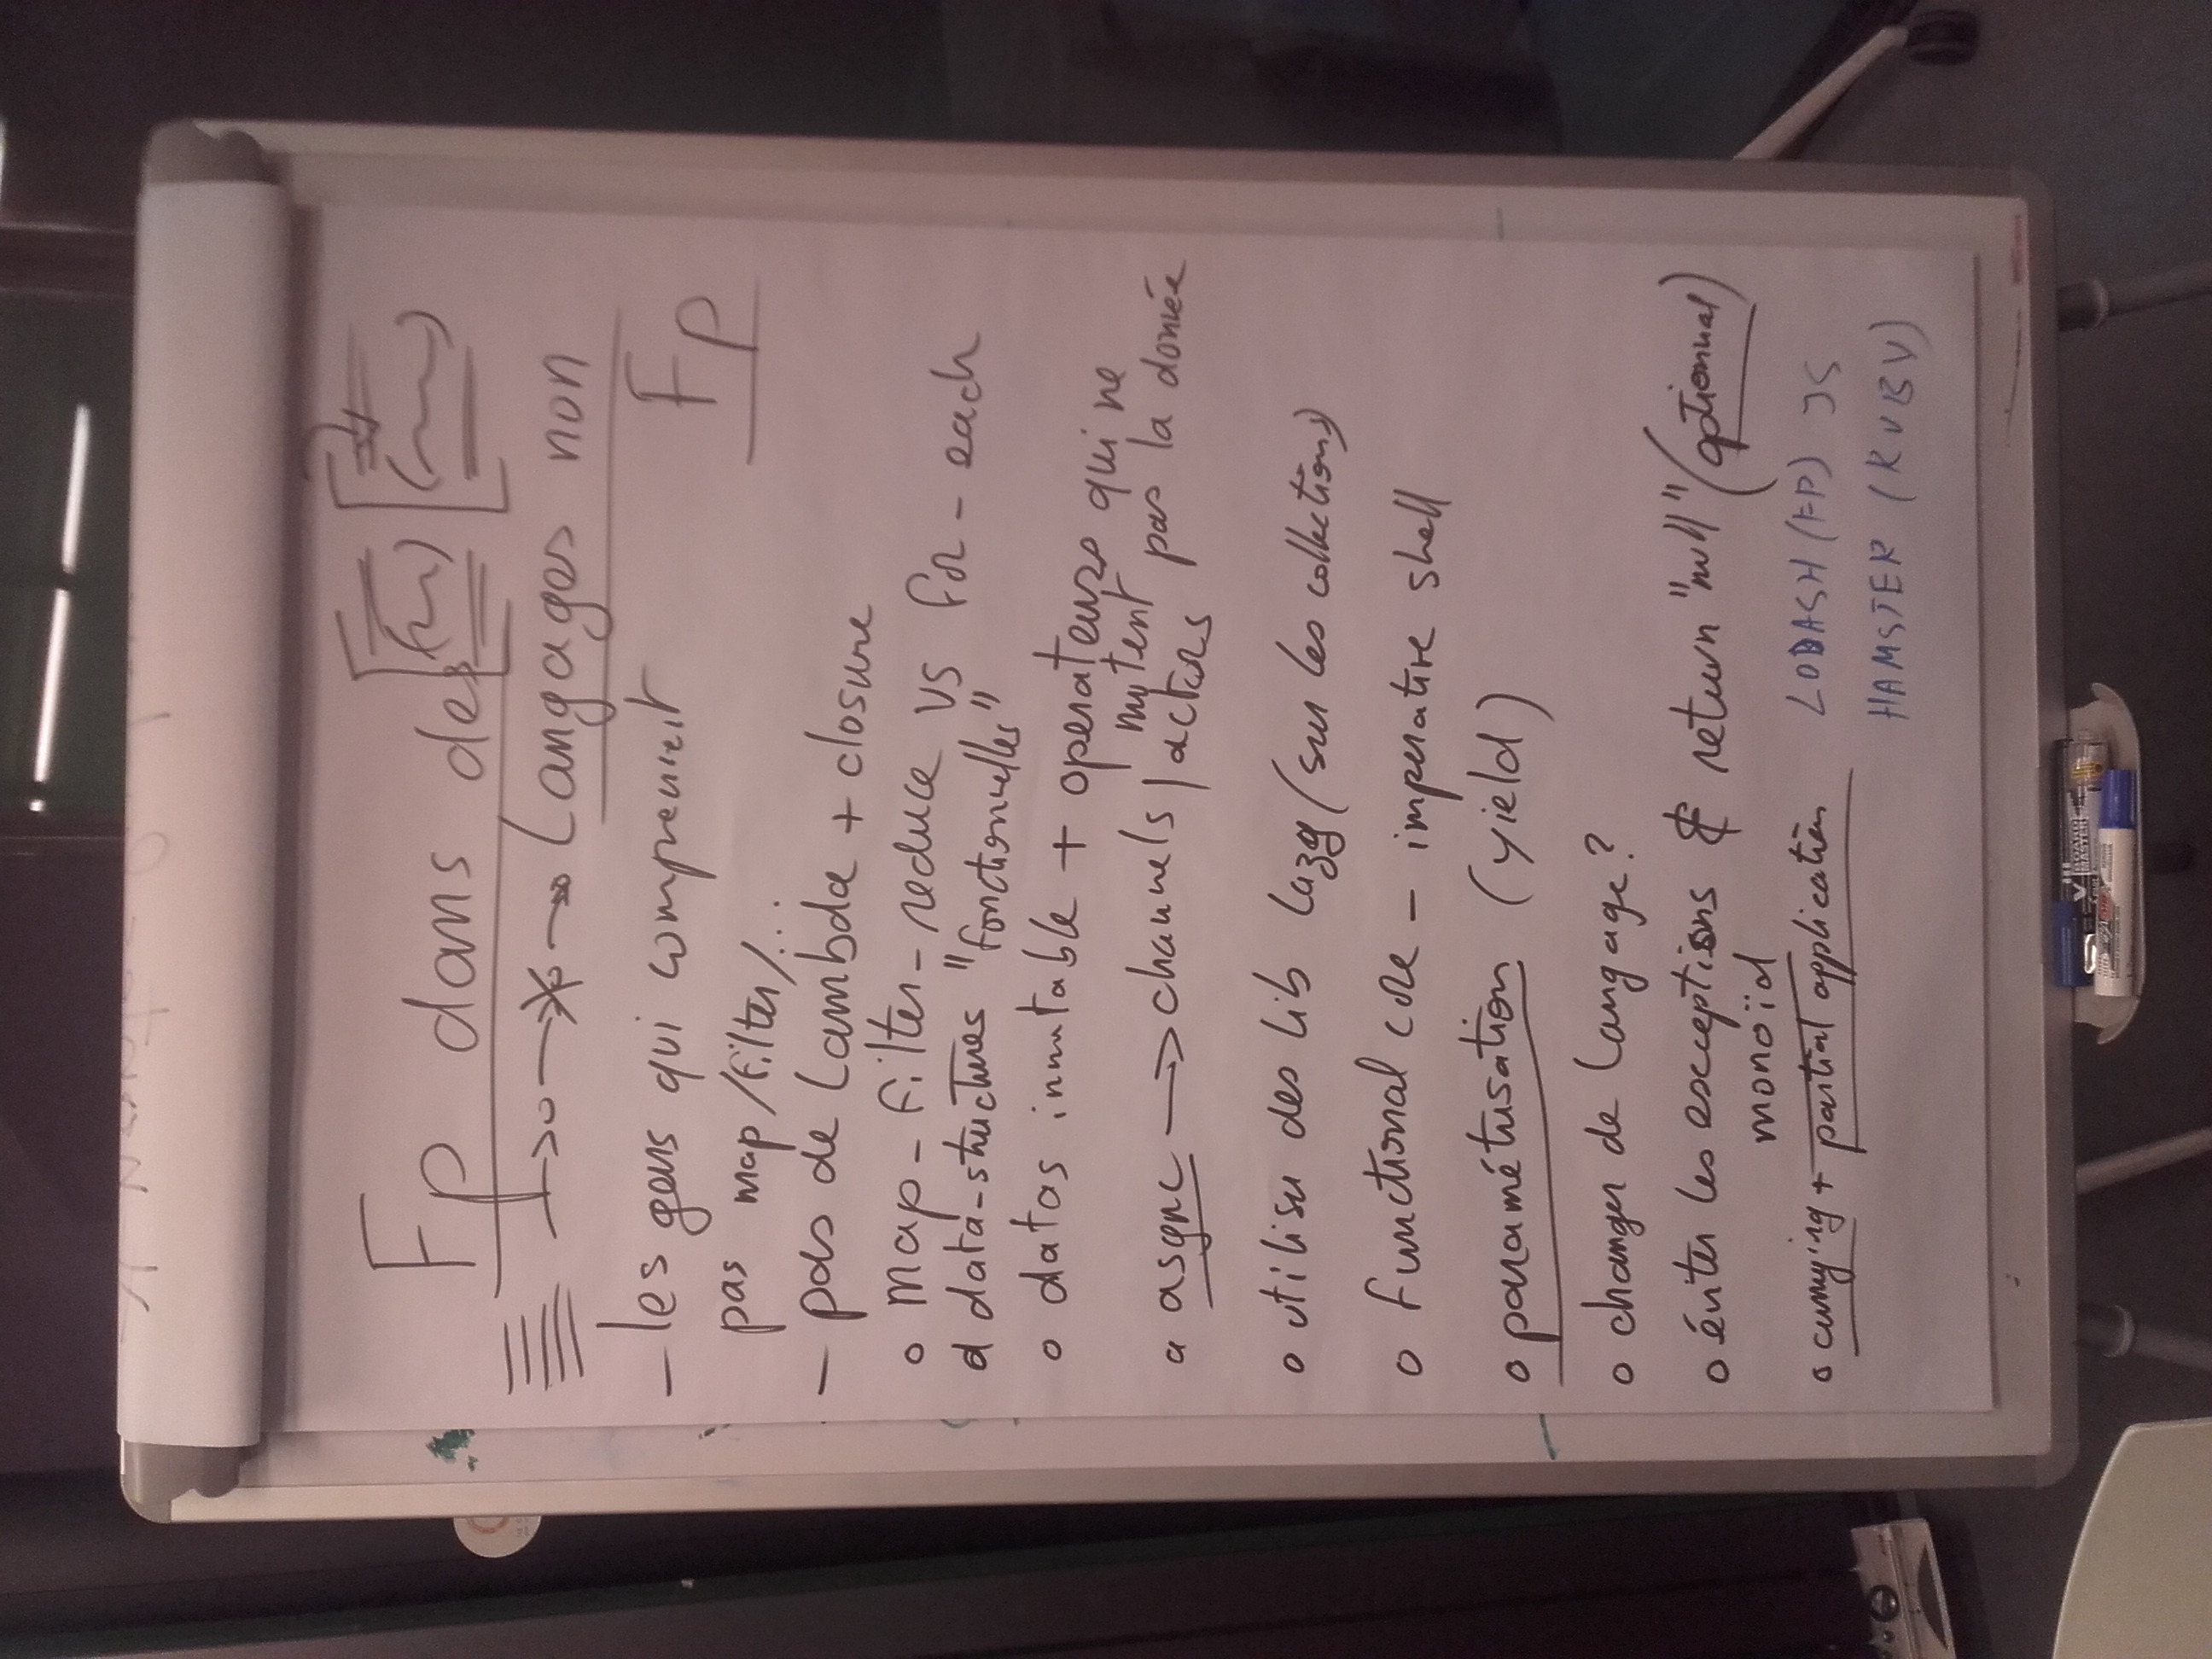 Fp dans des
Langages non
Fp
- les gens qui comprennent
pas map/filter/...
- pas de lambda + closure
o map - filter - reduce vs for - each
o data-structures "fonctionnelles"
o datas immutable + operateurs qui ne
mutent pas la donnée
o async → channels / actors
o utiliser des lib lazy (sur les collections)
o functional core - imperative shell
o paramétrisation (yield)
o changer de langage ?
o éviter les exceptions & return "null" (optionnal)
monoïd
o currying + partial application
LODASH (FP) JS
HAMSTER (RUBY)
V BOARD
MASTER